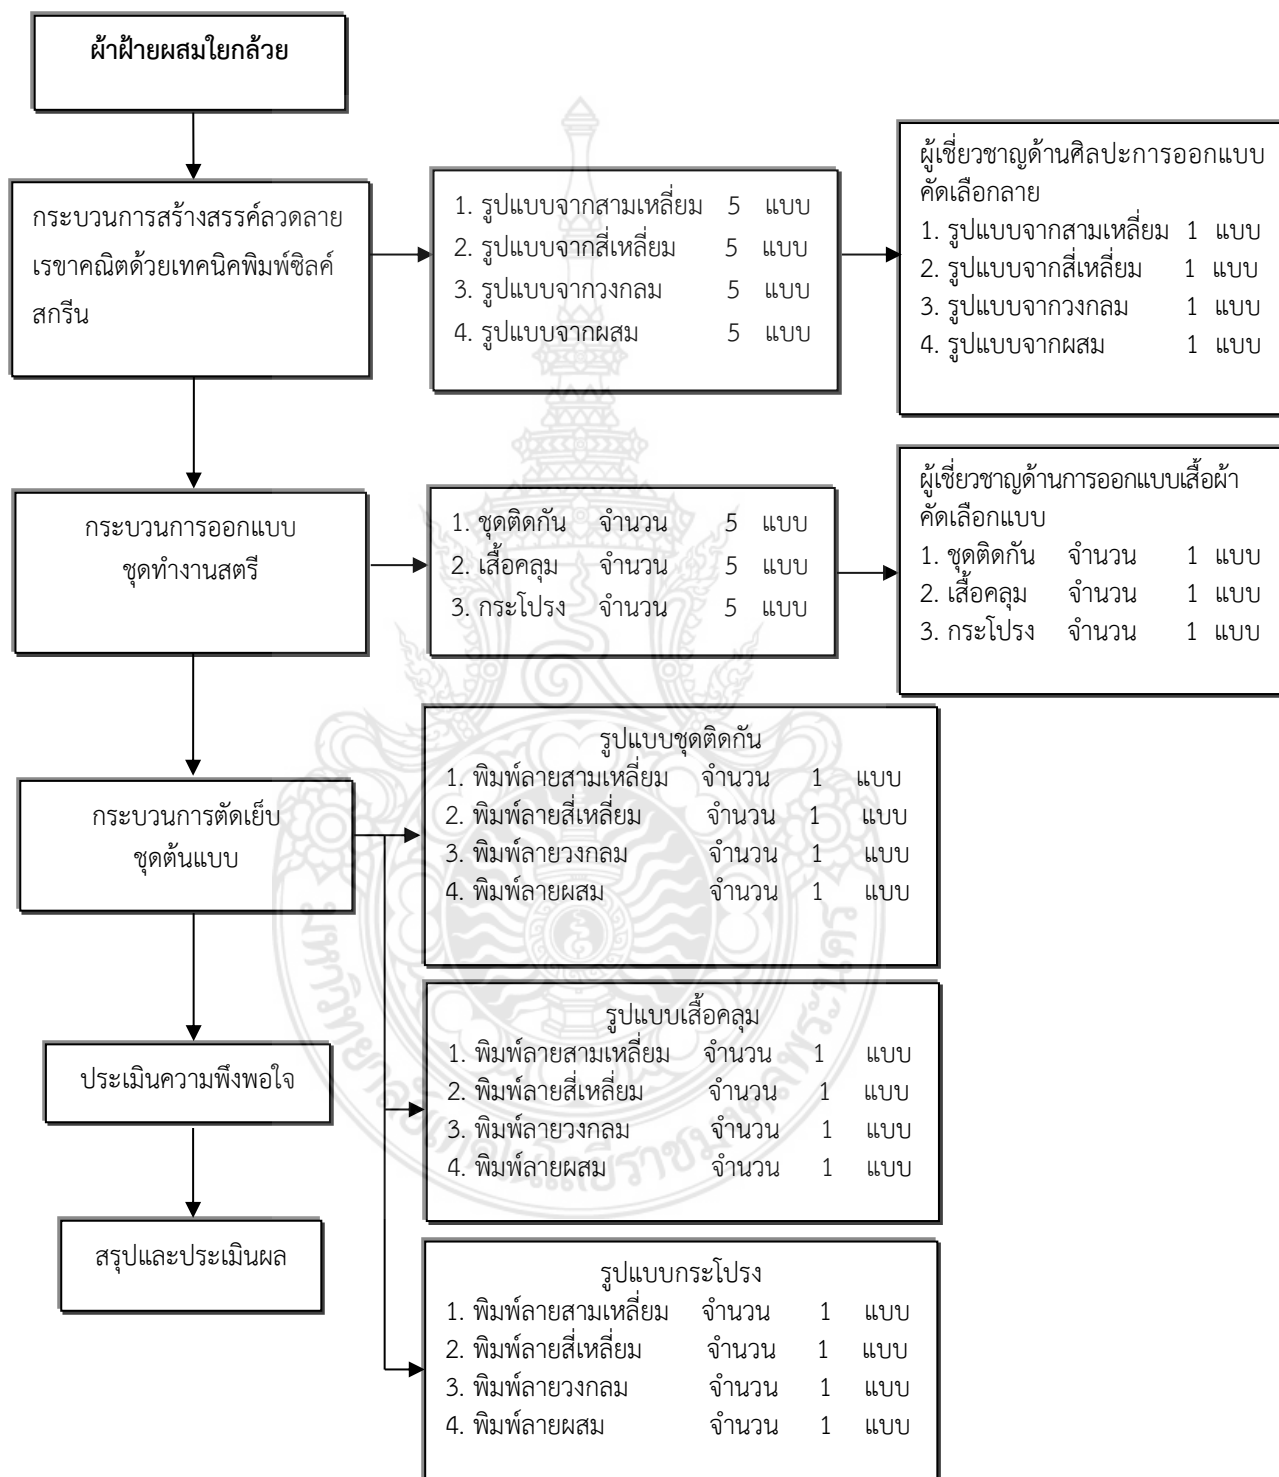 ผ้าฝ้ายผสมใยกล้วย
กระบวนการสร้างสรรค์ลวดลาย
เรขาคณิตด้วยเทคนิคพิมพ์ซิลค์
สกรีน
1. รูปแบบจากสามเหลี่ยม 5 แบบ
2. รูปแบบจากสี่เหลี่ยม 5 แบบ
3. รูปแบบจากวงกลม 5 แบบ
4. รูปแบบจากผสม 5 แบบ
ผู้เชี่ยวชาญด้านศิลปะการออกแบบ
คัดเลือกลาย
1. รูปแบบจากสามเหลี่ยม 1 แบบ
2. รูปแบบจากสี่เหลี่ยม 1 แบบ
3. รูปแบบจากวงกลม 1 แบบ
4. รูปแบบจากผสม 1 แบบ
กระบวนการออกแบบ
ชุดทำงานสตรี
1. ชุดติดกัน จำนวน 5 แบบ
2. เสื้อคลุม จำนวน 5 แบบ
3. กระโปรง จำนวน 5 แบบ
ผู้เชี่ยวชาญด้านการออกแบบเสื้อผ้า
คัดเลือกแบบ
1. ชุดติดกัน จำนวน 1 แบบ
2. เสื้อคลุม จำนวน 1 แบบ
3. กระโปรง จำนวน 1 แบบ
กระบวนการตัดเย็บ
ชุดต้นแบบ
รูปแบบชุดติดกัน
1. พิมพ์ลายสามเหลี่ยม จำนวน 1 แบบ
2. พิมพ์ลายสี่เหลี่ยม จำนวน 1 แบบ
3. พิมพ์ลายวงกลม จำนวน 1 แบบ
4. พิมพ์ลายผสม จำนวน 1 แบบ
รูปแบบเสื้อคลุม
1. พิมพ์ลายสามเหลี่ยม จำนวน 1 แบบ
2. พิมพ์ลายสี่เหลี่ยม จำนวน 1 แบบ
3. พิมพ์ลายวงกลม จำนวน 1 แบบ
4. พิมพ์ลายผสม จำนวน 1 แบบ
รูปแบบกระโปรง
1. พิมพ์ลายสามเหลี่ยม จำนวน 1 แบบ
2. พิมพ์ลายสี่เหลี่ยม จำนวน 1 แบบ
3. พิมพ์ลายวงกลม จำนวน 1 แบบ
4. พิมพ์ลายผสม จำนวน 1 แบบ
ประเมินความพึงพอใจ
สรุปและประเมินผล
มหาวิทยาลัยเทคโนโลยีราชมงคลพระนคร